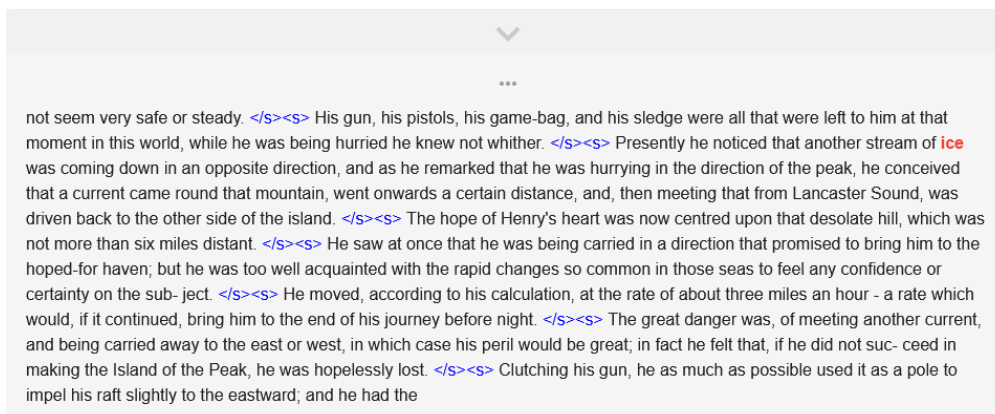 ...
not seem very safe or steady. </s><s> His gun, his pistols, his game-bag, and his sledge were all that were left to him at that
moment in this world, while he was being hurried he knew not whither. </s><s> Presently he noticed that another stream of ice
was coming down in an opposite direction, and as he remarked that he was hurrying in the direction of the peak, he conceived
that a current came round that mountain, went onwards a certain distance, and, then meeting that from Lancaster Sound, was
driven back to the other side of the island. </s><s> The hope of Henry's heart was now centred upon that desolate hill, which was
not more than six miles distant. </s><s> He saw at once that he was being carried in a direction that promised to bring him to the
hoped-for haven; but he was too well acquainted with the rapid changes so common in those seas to feel any confidence or
certainty on the sub- ject. </s><s> He moved, according to his calculation, at the rate of about three miles an hour - a rate which
would, if it continued, bring him to the end of his journey before night. </s><s> The great danger was, of meeting another current,
and being carried away to the east or west, in which case his peril would be great; in fact he felt that, if he did not suc- ceed in
making the Island of the Peak, he was hopelessly lost. </s><s> Clutching his gun, he as much as possible used it as a pole to
impel his raft slightly to the eastward; and he had the